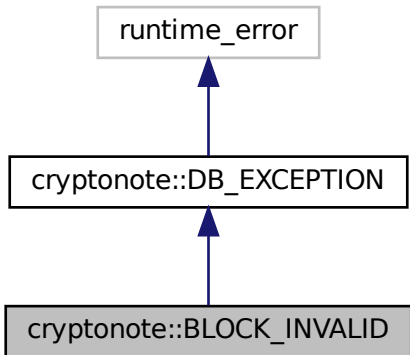 runtime_error
cryptonote::DB_EXCEPTION
cryptonote::BLOCK_INVALID